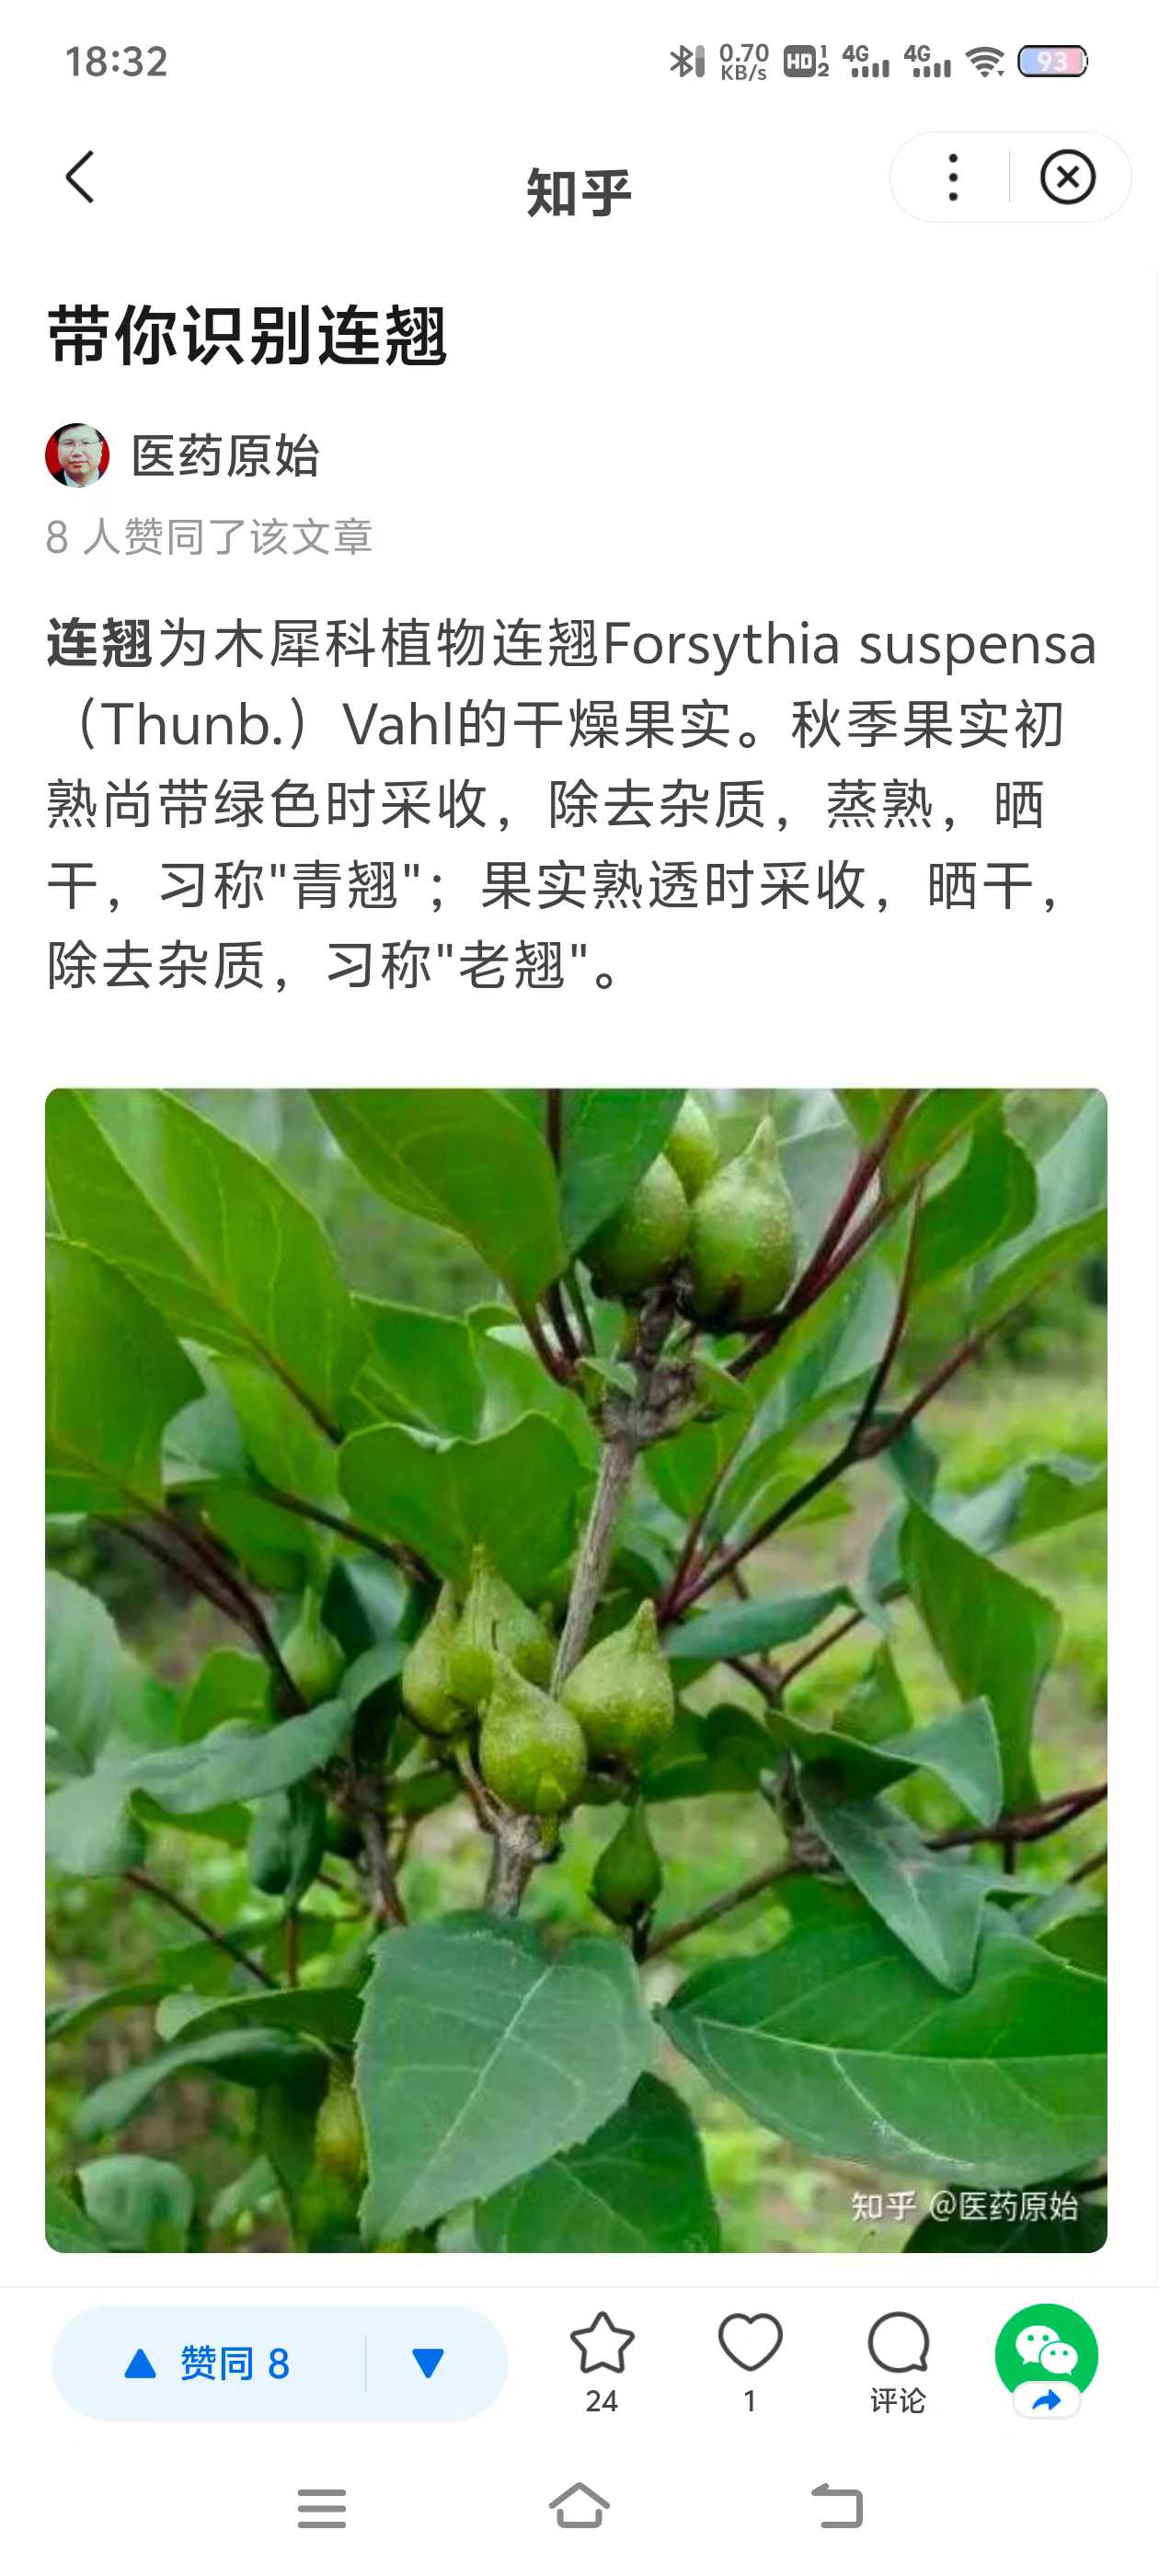 18:32
0.70
KB/s
HD 1 2
4G
4G
93
知乎
带你识别连翘
医药原始
8 人赞同了该文章
连翘为木犀科植物连翘Forsythia suspensa
（Thunb.）Vahl的干燥果实。秋季果实初
熟尚带绿色时采收，除去杂质，蒸熟，晒
干，习称"青翘"；果实熟透时采收，晒干，
除去杂质，习称"老翘"。
知乎 @医药原始
赞同 8
24
1
评论